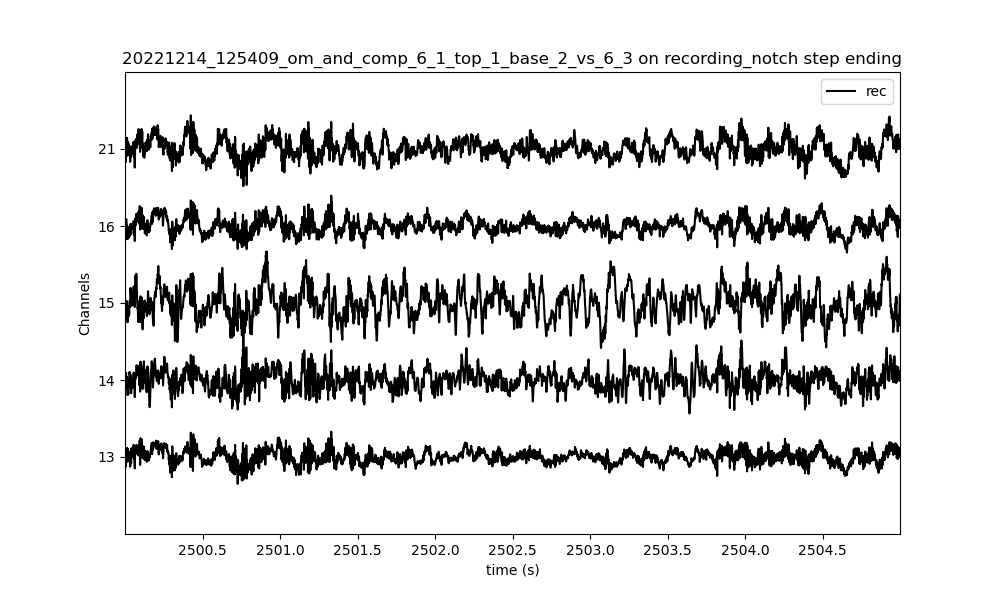 20221214_125409_om_and_comp_6_1_top_1_base_2_vs_6_3 on recording_notch step ending
rec
21
16
15
14
13
Channels
2500.5 2501.0 2501.5 2502.0 2502.5 2503.0 2503.5 2504.0 2504.5
time (s)